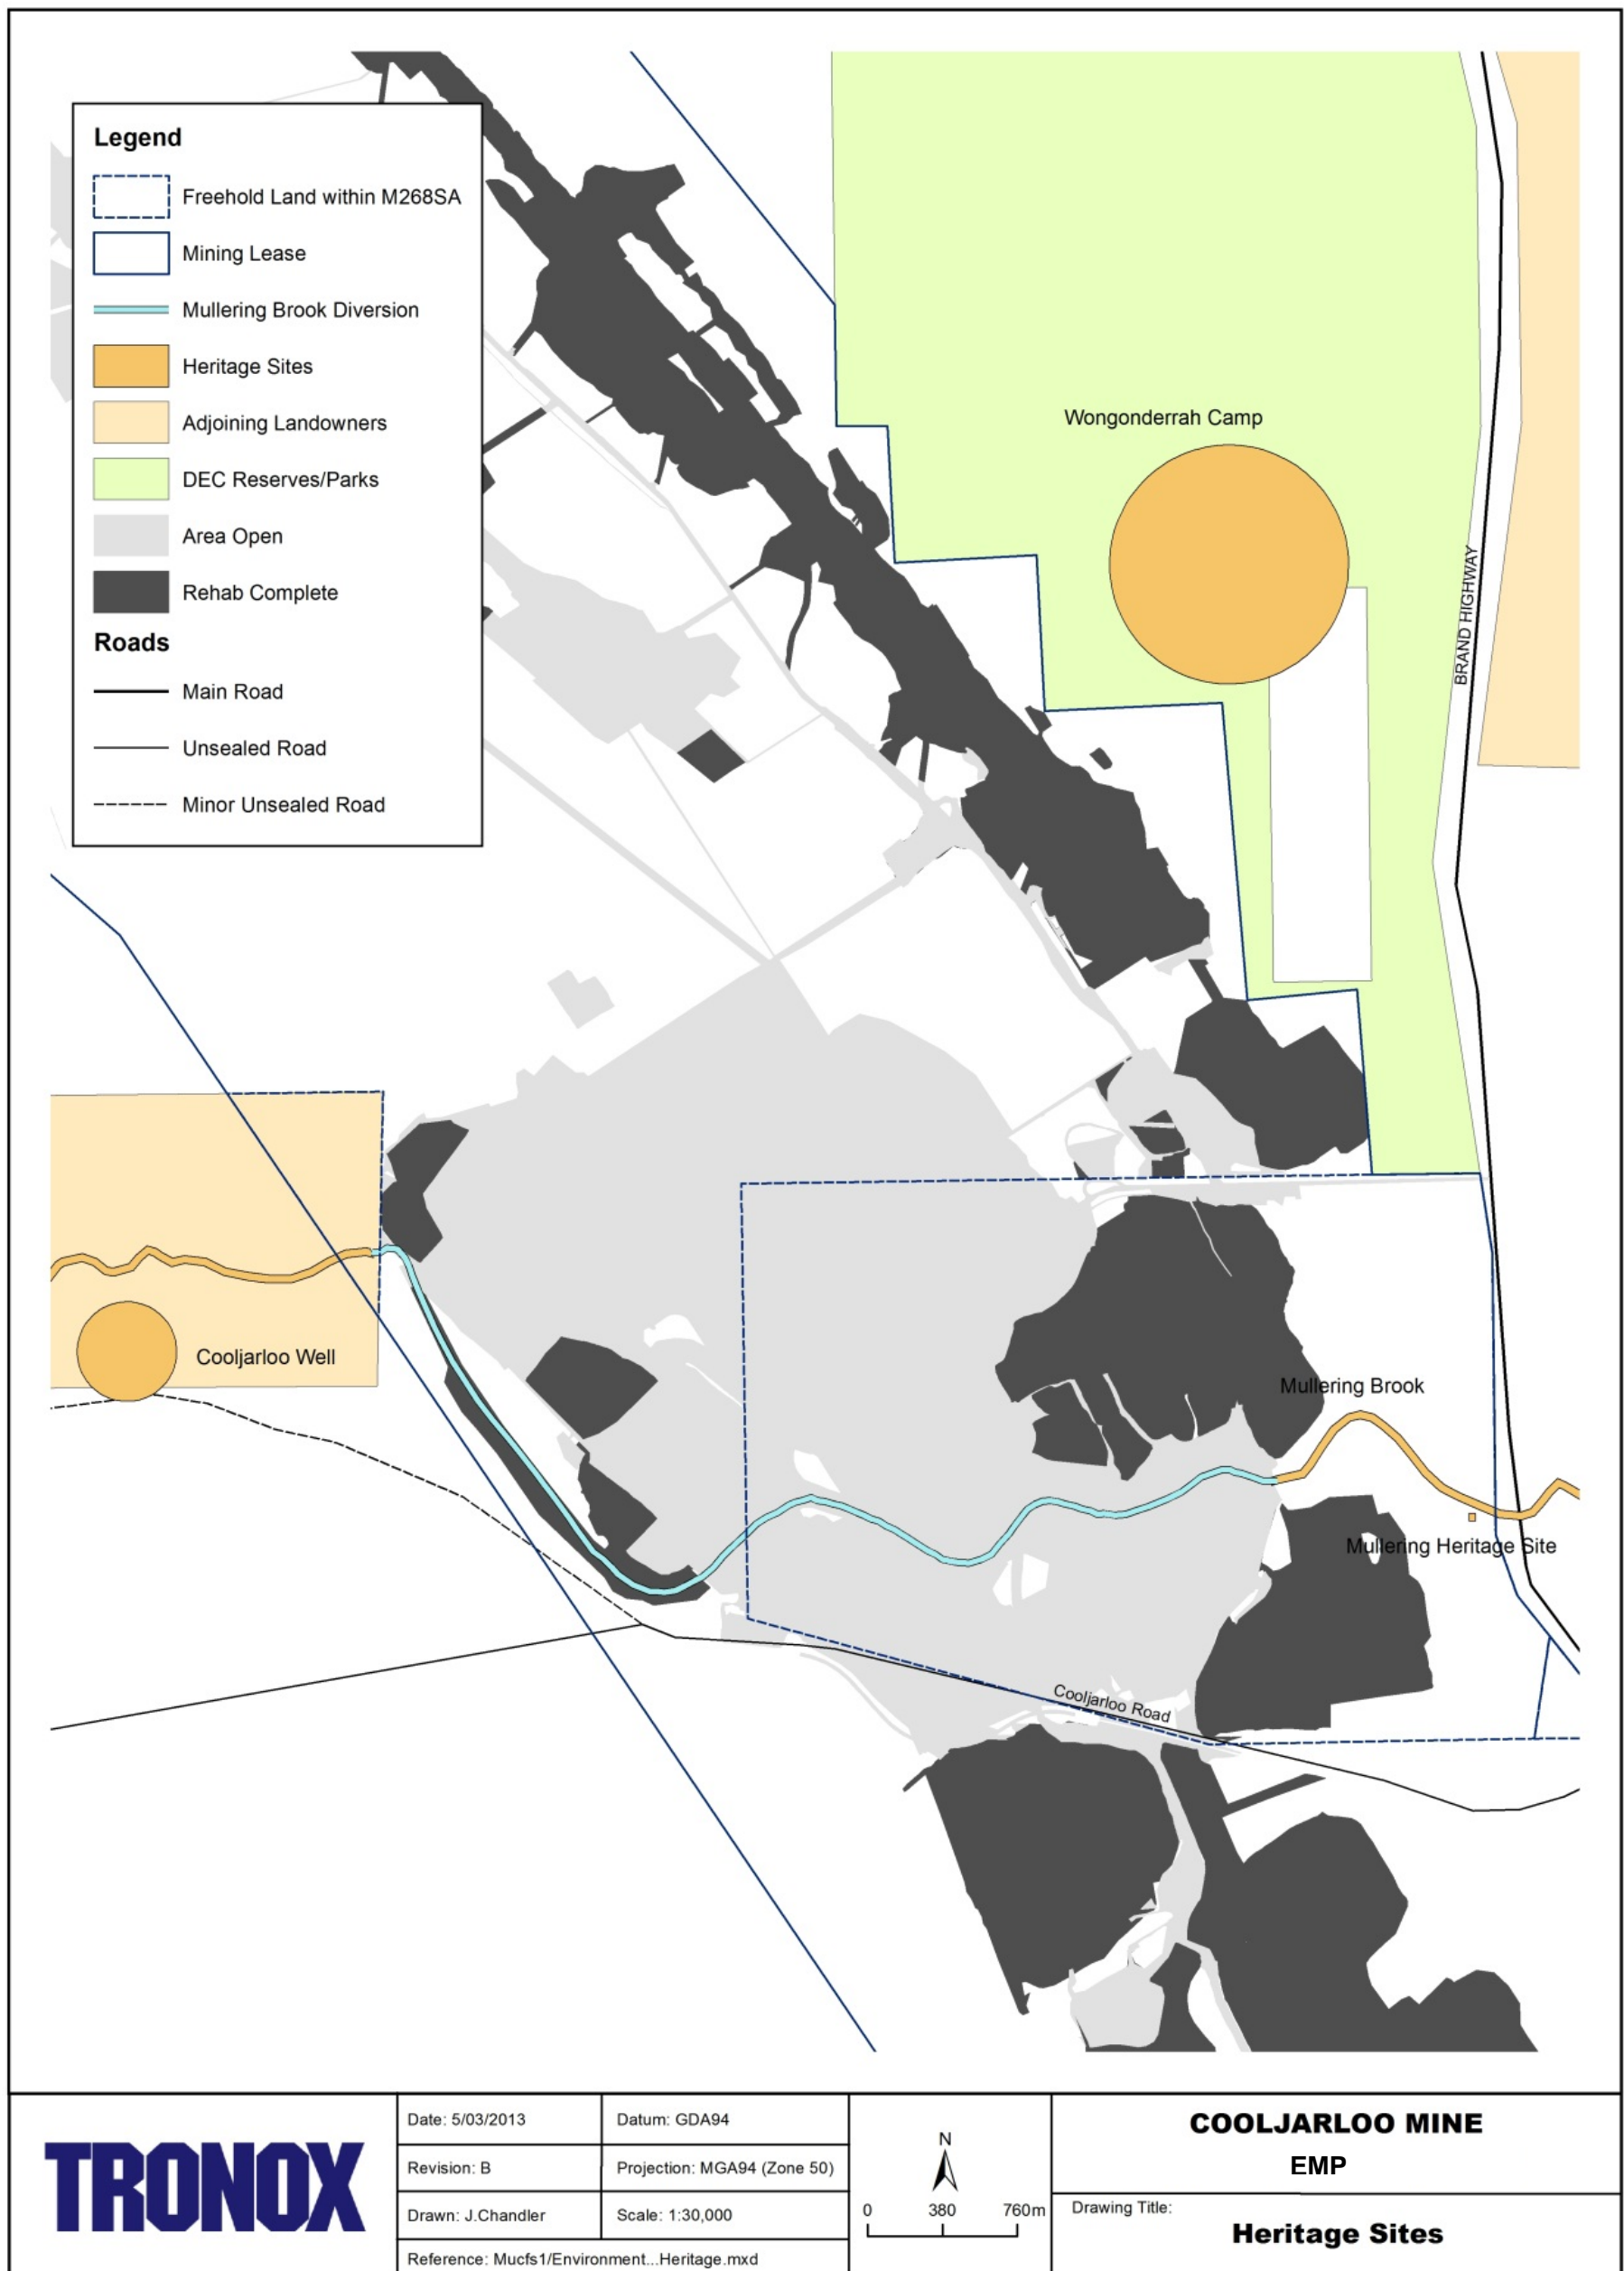 Legend
Freehold Land within M268SA
Mining Lease
Mullering Brook Diversion
Heritage Sites
Adjoining Landowners
DEC Reserves/Parks
Area Open
Rehab Complete
Roads
Main Road
Unsealed Road
Minor Unsealed Road
Wongonderrah Camp
BRAND HIGHWAY
Cooljarloo Well
Mullering Brook
Mullering Heritage Site
Cooljarloo Road
TRONOX
Date: 5/03/2013
Datum: GDA94
Revision: B
Projection: MGA94 (Zone 50)
Drawn: J.Chandler
Scale: 1:30,000
Reference: Mucfs1/Environment...Heritage.mxd
N
0 380 760m
COOLJARLOO MINE
EMP
Drawing Title:
Heritage Sites